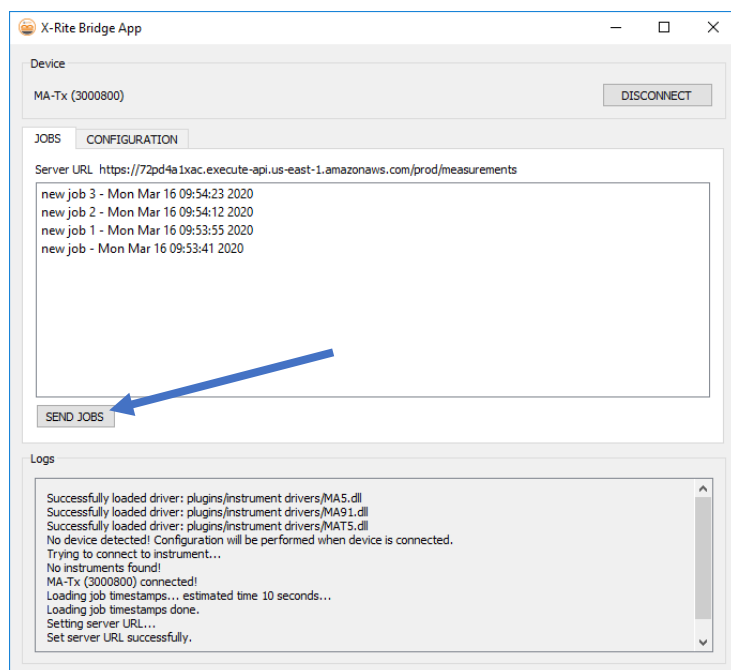 X-Rite Bridge App
Device
MA-Tx (3000800)
DISCONNECT
JOBS
CONFIGURATION
Server URL https://72pd4a1xac.execute-api.us-east-1.amazonaws.com/prod/measurements
new job 3 - Mon Mar 16 09:54:23 2020
new job 2 - Mon Mar 16 09:54:12 2020
new job 1 - Mon Mar 16 09:53:55 2020
new job - Mon Mar 16 09:53:41 2020
SEND JOBS
Logs
Successfully loaded driver: plugins/instrument drivers/MA5.dll
Successfully loaded driver: plugins/instrument drivers/MA91.dll
Successfully loaded driver: plugins/instrument drivers/MAT5.dll
No device detected! Configuration will be performed when device is connected.
Trying to connect to instrument...
No instruments found!
MA-Tx (3000800) connected!
Loading job timestamps... estimated time 10 seconds...
Loading job timestamps done.
Setting server URL...
Set server URL successfully.